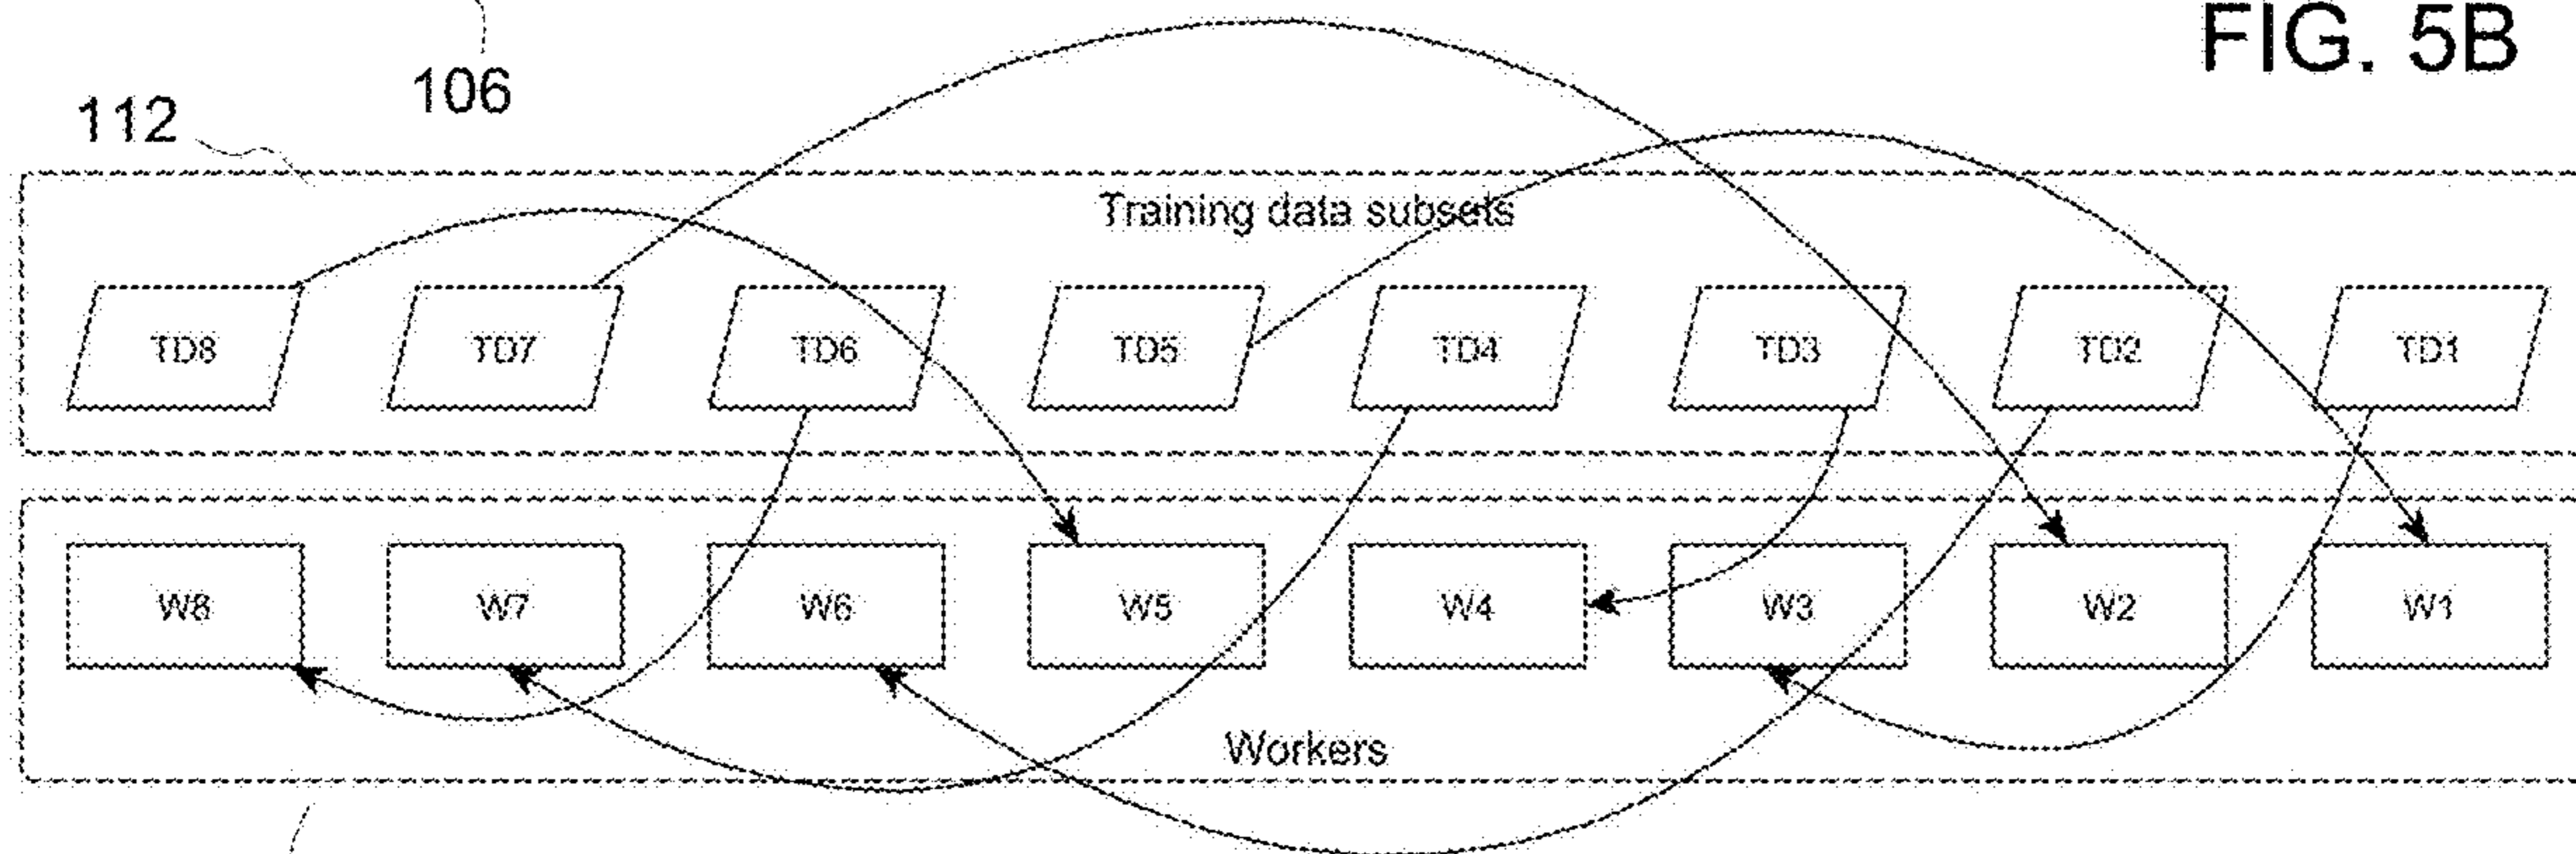 FIG. 5B
106
112
Training data subsets
TD8 TD7 TD6 TD5 TD4 TD3 TD2 TD1
W8 W7 W6 W5 W4 W3 W2 W1
Workers